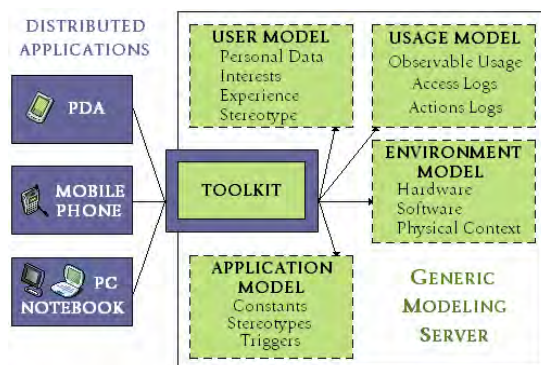 DISTRIBUTED
APPLICATIONS
PDA
MOBILE
PHONE
PC
NOTEBOOK
TOOLKIT
USER MODEL
Personal Data
Interests
Experience
Stereotype
USAGE MODEL
Observable Usage
Access Logs
Actions Logs
ENVIRONMENT
MODEL
Hardware
Software
Physical Context
APPLICATION
MODEL
Constants
Stereotypes
Triggers
GENERIC
MODELING
SERVER